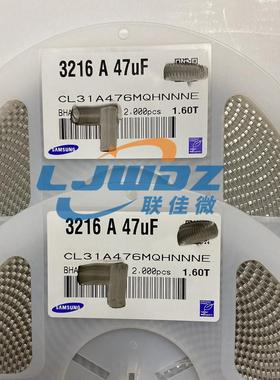 3216 A 47uF
CL31A476MQHNNNE
BHA 2.000pcs 1.60T
SAMSUNG
LJWDZ
联佳微
3216 A 47uF
CL31A476MQHNNNE
BHA 2.000pcs 1.60T
SAMSUNG